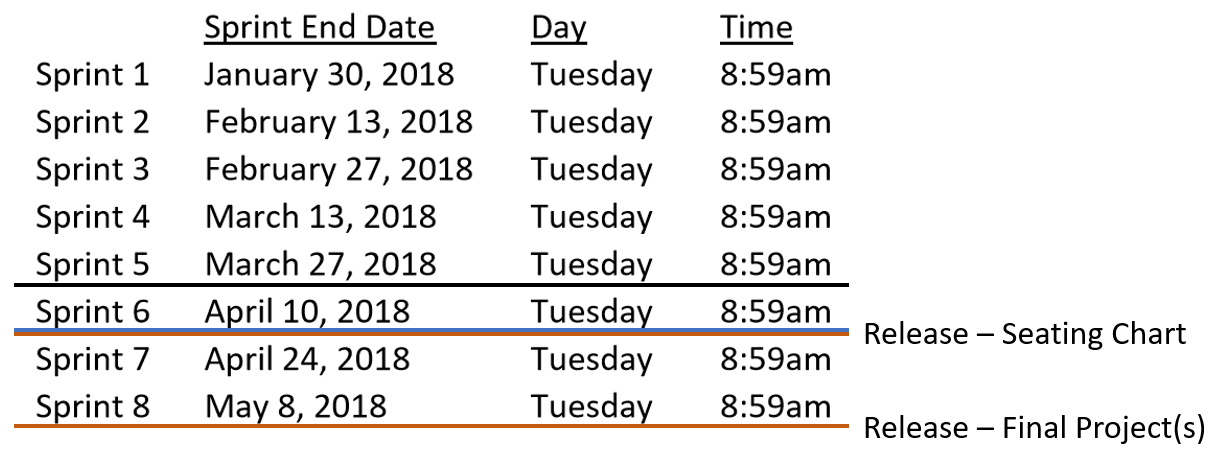 Sprint End Date Day Time
Sprint 1 January 30, 2018 Tuesday 8:59am
Sprint 2 February 13, 2018 Tuesday 8:59am
Sprint 3 February 27, 2018 Tuesday 8:59am
Sprint 4 March 13, 2018 Tuesday 8:59am
Sprint 5 March 27, 2018 Tuesday 8:59am
Sprint 6 April 10, 2018 Tuesday 8:59am
Release – Seating Chart
Sprint 7 April 24, 2018 Tuesday 8:59am
Sprint 8 May 8, 2018 Tuesday 8:59am
Release – Final Project(s)